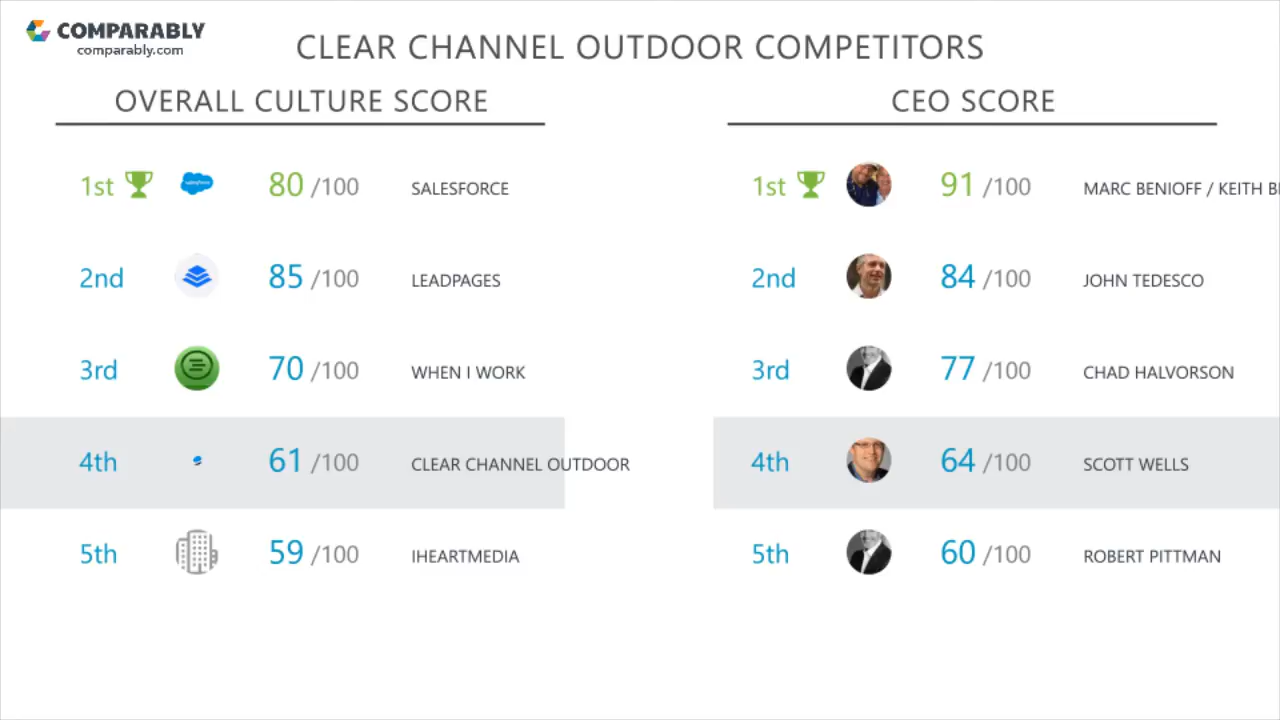 COMPARABLY
comparably.com
CLEAR CHANNEL OUTDOOR COMPETITORS
OVERALL CULTURE SCORE
1st 80 /100 SALESFORCE
2nd 85 /100 LEADPAGES
3rd 70 /100 WHEN I WORK
4th 61 /100 CLEAR CHANNEL OUTDOOR
5th 59 /100 IHEARTMEDIA
CEO SCORE
1st 91 /100 MARC BENIOFF / KEITH
2nd 84 /100 JOHN TEDESCO
3rd 77 /100 CHAD HALVORSON
4th 64 /100 SCOTT WELLS
5th 60 /100 ROBERT PITTMAN